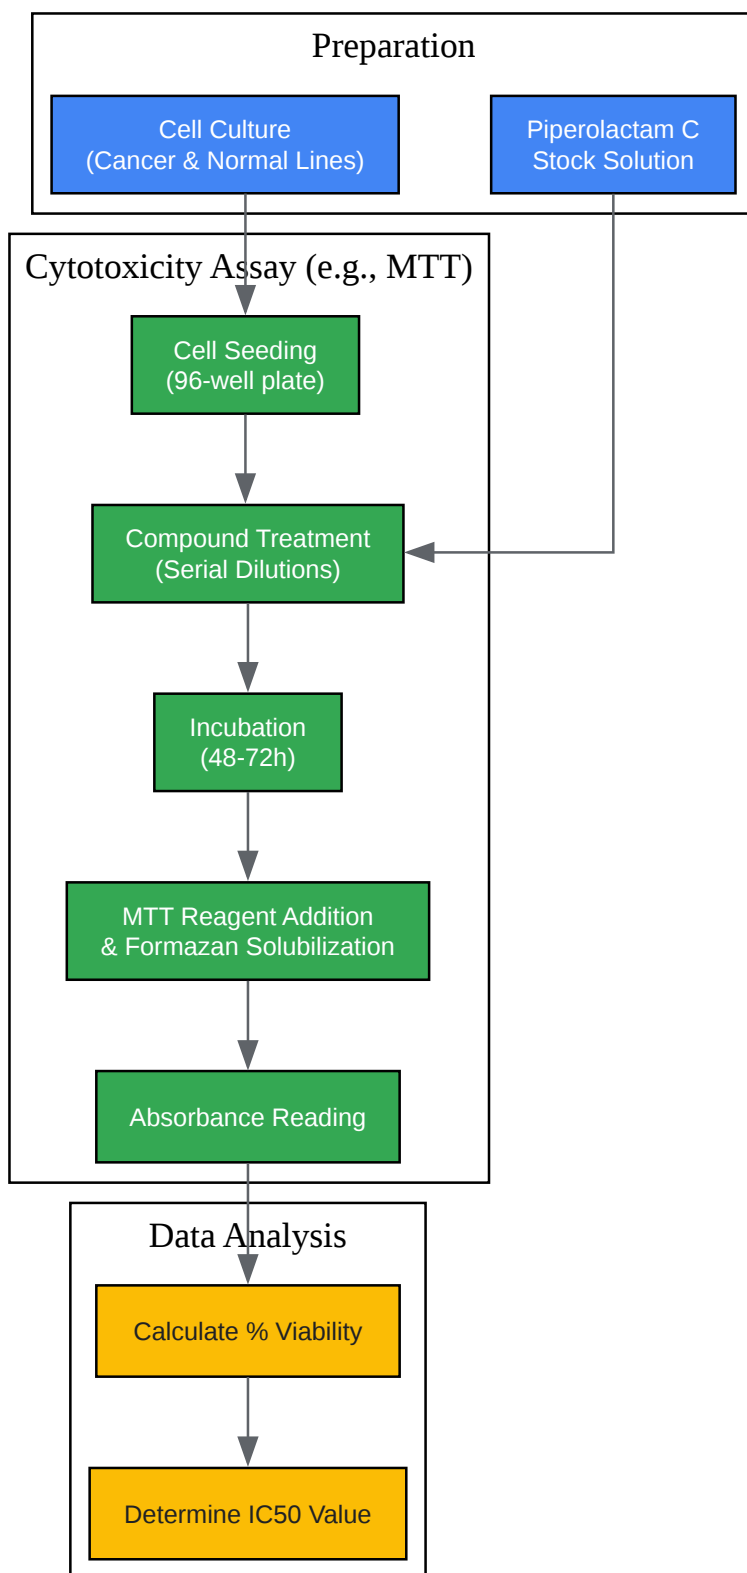 Preparation
Cell Culture
(Cancer & Normal Lines)
Piperolactam C
Stock Solution
Cytotoxicity Assay (e.g., MTT)
Cell Seeding
(96-well plate)
Compound Treatment
(Serial Dilutions)
Incubation
(48-72h)
MTT Reagent Addition
& Formazan Solubilization
Absorbance Reading
Data Analysis
Calculate % Viability
Determine IC50 Value